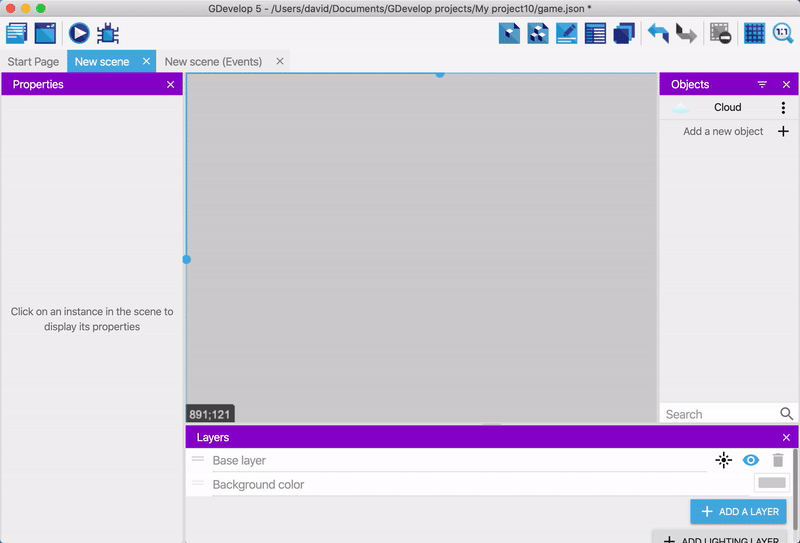 GDevelop 5 - /Users/david/Documents/GDevelop projects/My project10/game.json *
1:1
Start Page New scene New scene (Events)
Properties
Objects
Cloud
Add a new object
Click on an instance in the scene to
display its properties
891;121
Search
Layers
Base layer
Background color
ADD A LAYER
ADD LIGHTING LAYER